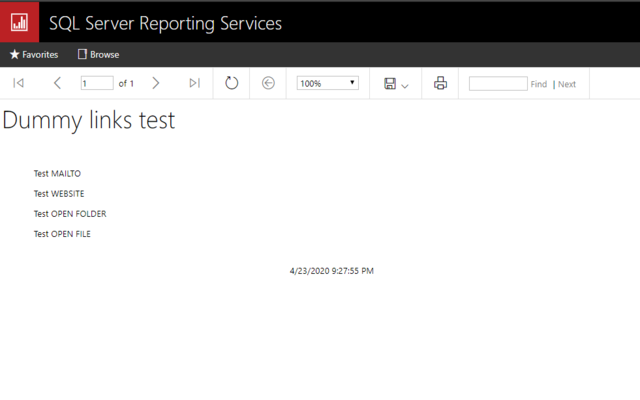 SQL Server Reporting Services
Favorites Browse
1 of 1 100% Find | Next
Dummy links test
Test MAILTO
Test WEBSITE
Test OPEN FOLDER
Test OPEN FILE
4/23/2020 9:27:55 PM